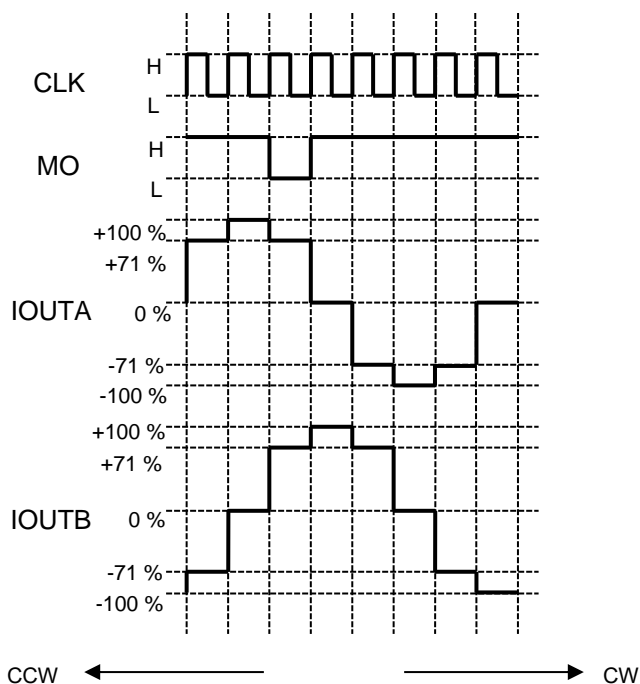 CLK
H
L
MO
H
L
IOUTA
+100 %
+71 %
0 %
-71 %
-100 %
IOUTB
+100 %
+71 %
0 %
-71 %
-100 %
CCW
CW